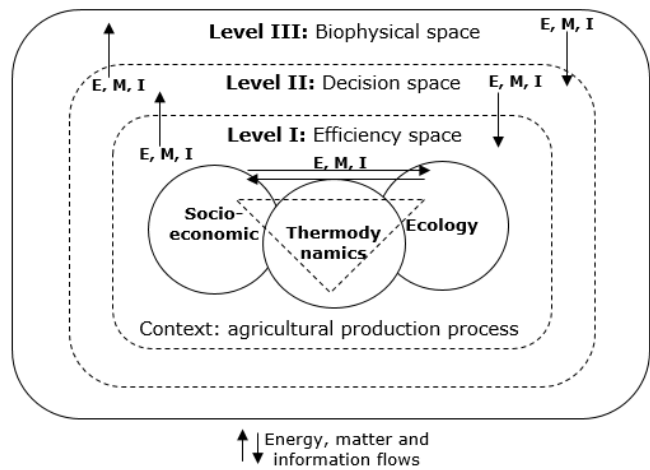 Level III: Biophysical space
E, M, I
E, M, I
Level II: Decision space
E, M, I
E, M, I
Level I: Efficiency space
E, M, I
Socio-
economic
Thermody
namics
Ecology
Context: agricultural production process
Energy, matter and
information flows